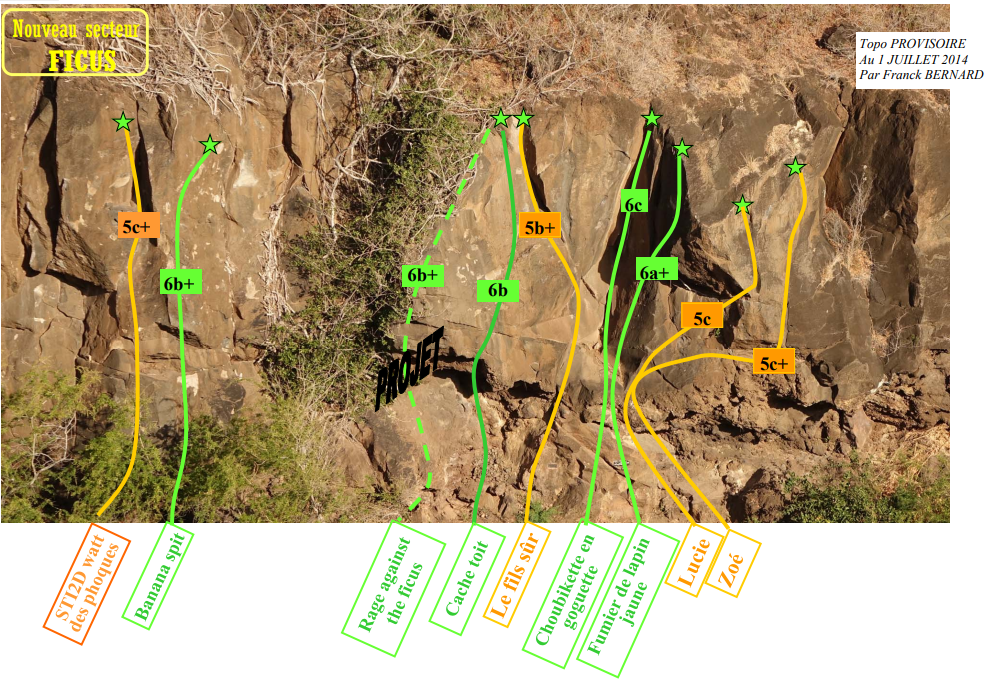 Nouveau secteur
FICUS
Topo PROVISOIRE
Au 1 JUILLET 2014
Par Franck BERNARD
5c+
6b+
6b+
6b
5b+
6c
6a+
5c
5c+
PROJET
STI2D watt
des phoques
Banana spit
Rage against
the ficus
Cache toit
Le fils sûr
Choubikette en
goguette
Fumier de lapin
jaune
Lucie
Zoé